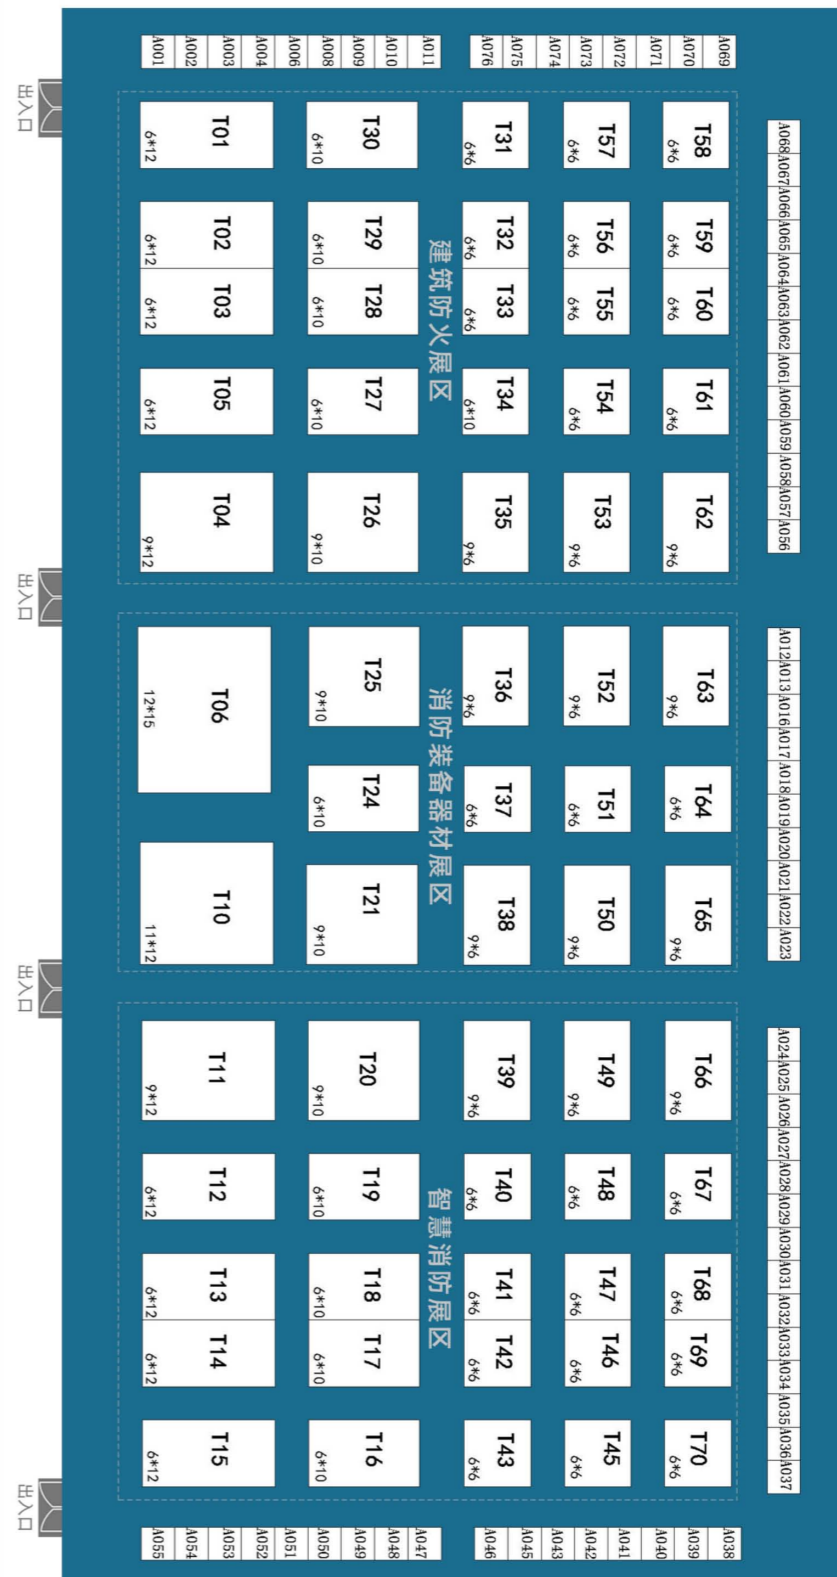 A001 A002 A003 A004 A006 A008 A009 A010 A011
A076 A075 A074 A073 A072 A071 A070 A069
A068 A067 A066 A065 A064 A063 A062 A061 A060 A059 A058 A057 A056
A012 A013 A016 A017 A018 A019 A020 A021 A022 A023
A024 A025 A026 A027 A028 A029 A030 A031 A032 A033 A034 A035 A036 A037
建筑防火展区
T01 6*12
T30 6*10
T31 6*6
T57 6*6
T58 6*6
T02 6*12
T29 6*10
T32 6*6
T56 6*6
T59 6*6
T03 6*12
T28 6*10
T33 6*6
T55 6*6
T60 6*6
T05 6*12
T27 6*10
T34 6*10
T54 6*6
T61 6*6
T04 9*12
T26 9*10
T35 9*6
T53 9*6
T62 9*6
消防装备器材展区
T06 12*15
T25 9*10
T36 9*6
T52 9*6
T63 9*6
T24 6*10
T37 6*6
T51 6*6
T64 6*6
T10 11*12
T21 9*10
T38 9*6
T50 9*6
T65 9*6
智慧消防展区
T11 9*12
T20 9*10
T39 9*6
T49 9*6
T66 9*6
T12 6*12
T19 6*10
T40 6*6
T48 6*6
T67 6*6
T13 6*12
T18 6*10
T41 6*6
T47 6*6
T68 6*6
T14 6*12
T17 6*10
T42 6*6
T46 6*6
T69 6*6
T15 6*12
T16 6*10
T43 6*6
T45 6*6
T70 6*6
A055 A054 A053 A052 A051 A050 A049 A048 A047
A046 A045 A043 A042 A041 A040 A039 A038
出入口
出入口
出入口
出入口